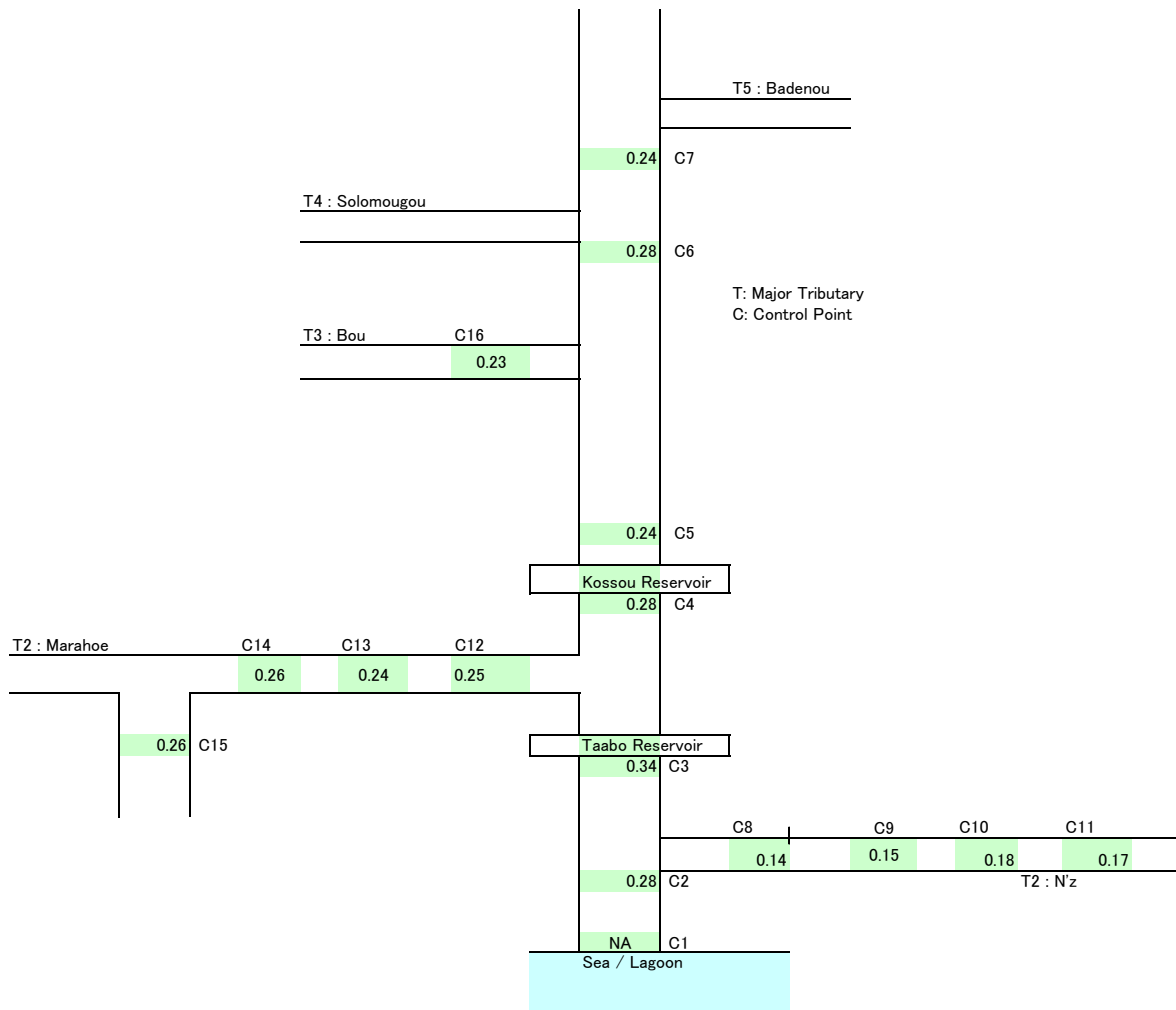 T5 : Badenou
0.24 C7
T4 : Solomougou
0.28 C6
T: Major Tributary
C: Control Point
T3 : Bou C16
0.23
0.24 C5
Kossou Reservoir
0.28 C4
T2 : Marahoe C14 C13 C12
0.26 0.24 0.25
0.26 C15
Taabo Reservoir
0.34 C3
C8 C9 C10 C11
0.14 0.15 0.18 0.17
0.28 C2
T2 : N'z
NA C1
Sea / Lagoon